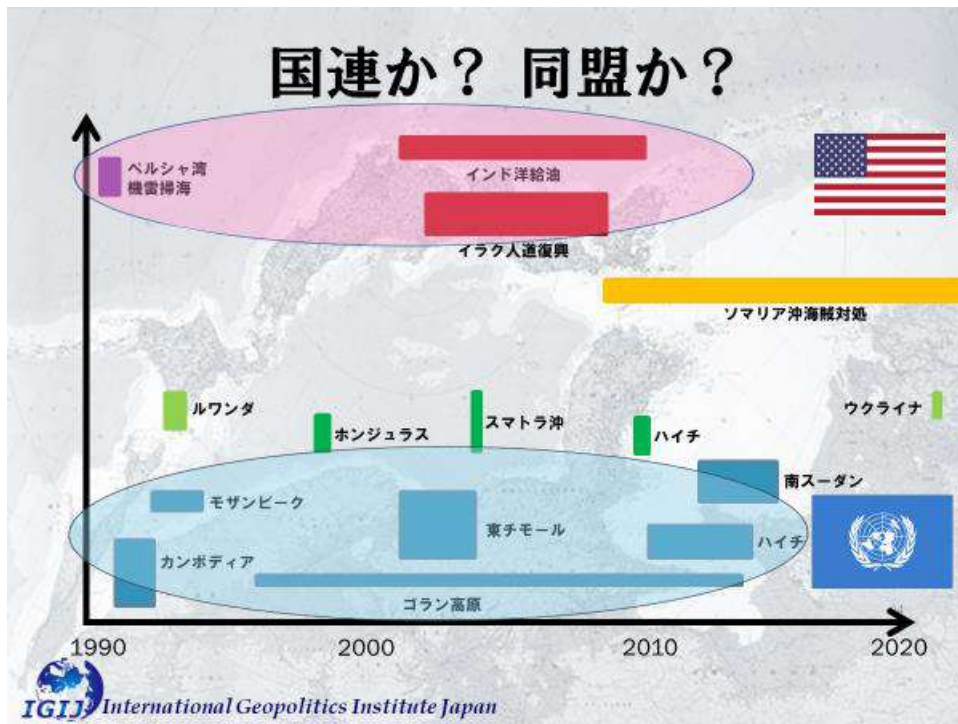 国連か？ 同盟か？
ペルシャ湾
機雷掃海
インド洋給油
イラク人道復興
ソマリア沖海賊対処
ルワンダ
ホンジュラス
スマトラ沖
ハイチ
ウクライナ
南スーダン
モザンビーク
東チモール
ハイチ
カンボディア
ゴラン高原
1990
2000
2010
2020
IGIJ International Geopolitics Institute Japan